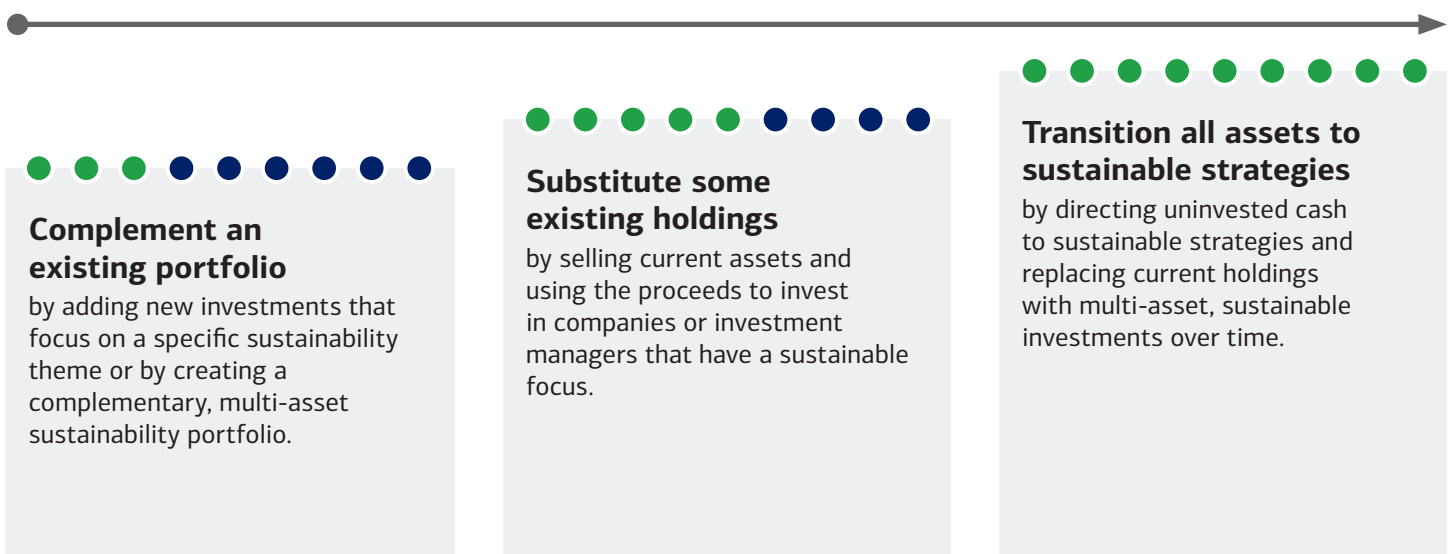 Complement an
existing portfolio
by adding new investments that
focus on a specific sustainability
theme or by creating a
complementary, multi-asset
sustainability portfolio.
Substitute some
existing holdings
by selling current assets and
using the proceeds to invest
in companies or investment
managers that have a sustainable
focus.
Transition all assets to
sustainable strategies
by directing uninvested cash
to sustainable strategies and
replacing current holdings
with multi-asset, sustainable
investments over time.